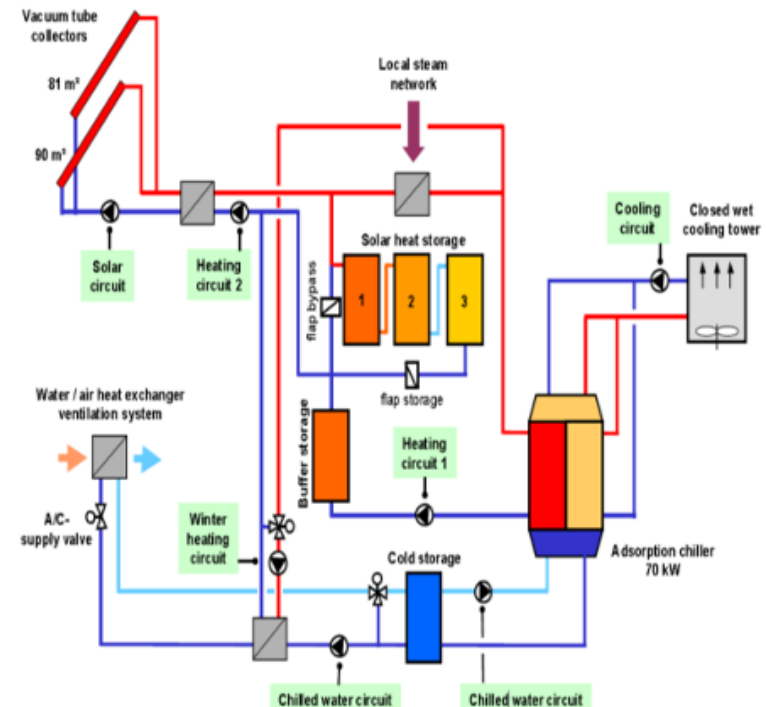 Vacuum tube
collectors
81 m²
90 m²
Local steam
network
Solar
circuit
Heating
circuit 2
Solar heat storage
1
2
3
flap bypass
flap storage
Cooling
circuit
Closed wet
cooling tower
Water / air heat exchanger
ventilation system
Buffer storage
Heating
circuit 1
A/C-
supply valve
Winter
heating
circuit
Cold storage
Adsorption chiller
70 kW
Chilled water circuit
Chilled water circuit